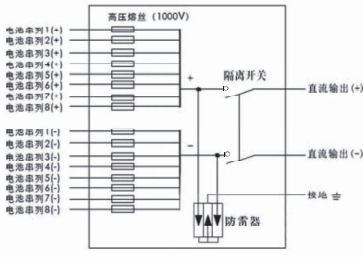 高压熔丝（1000V）
电池串列1(-)
电池串列2(+)
电池串列3(+)
电池串列4(+)
电池串列5(+)
电池串列6(+)
电池串列7(+)
电池串列8(+)
+
隔离开关
直流输出(+)
电池串列1(-)
电池串列2(-)
电池串列3(-)
电池串列4(-)
电池串列5(-)
电池串列6(-)
电池串列7(-)
电池串列8(-)
−
直流输出(−)
接地
防雷器